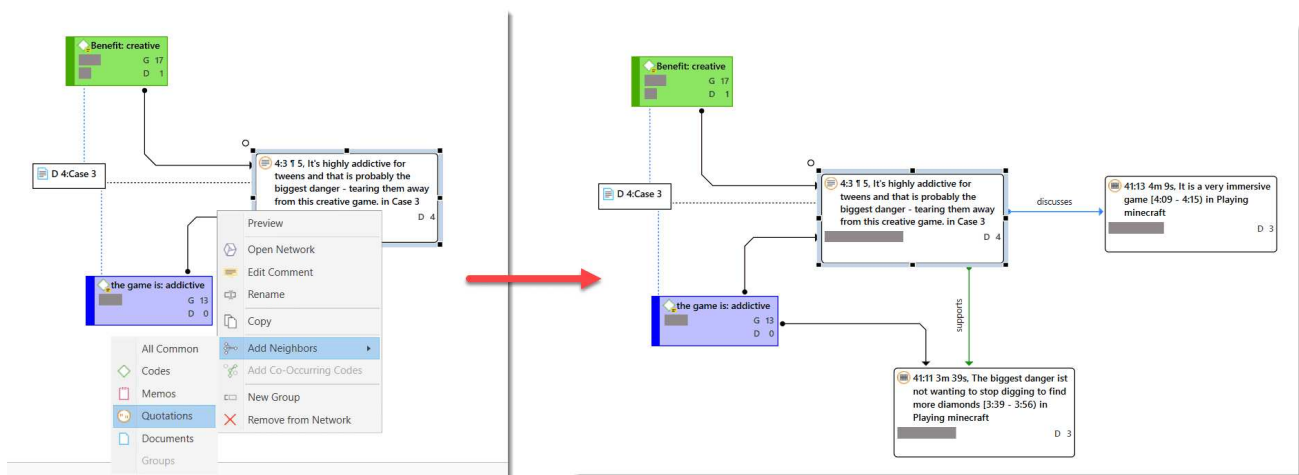 Benefit: creative
G 17
D 1
D 4:Case 3
4:3 ¶ 5, It's highly addictive for
tweens and that is probably the
biggest danger - tearing them away
from this creative game. in Case 3
D 4
the game is: addictive
G 13
D 0
Preview
Open Network
Edit Comment
Rename
Copy
Add Neighbors
Add Co-Occurring Codes
New Group
Remove from Network
All Common
Codes
Memos
Quotations
Documents
Groups
Benefit: creative
G 17
D 1
D 4:Case 3
4:3 ¶ 5, It's highly addictive for
tweens and that is probably the
biggest danger - tearing them away
from this creative game. in Case 3
D 4
discusses
41:13 4m 9s, It is a very immersive
game [4:09 - 4:15) in Playing
minecraft
D 3
the game is: addictive
G 13
D 0
supports
41:11 3m 39s, The biggest danger ist
not wanting to stop digging to find
more diamonds [3:39 - 3:56) in
Playing minecraft
D 3